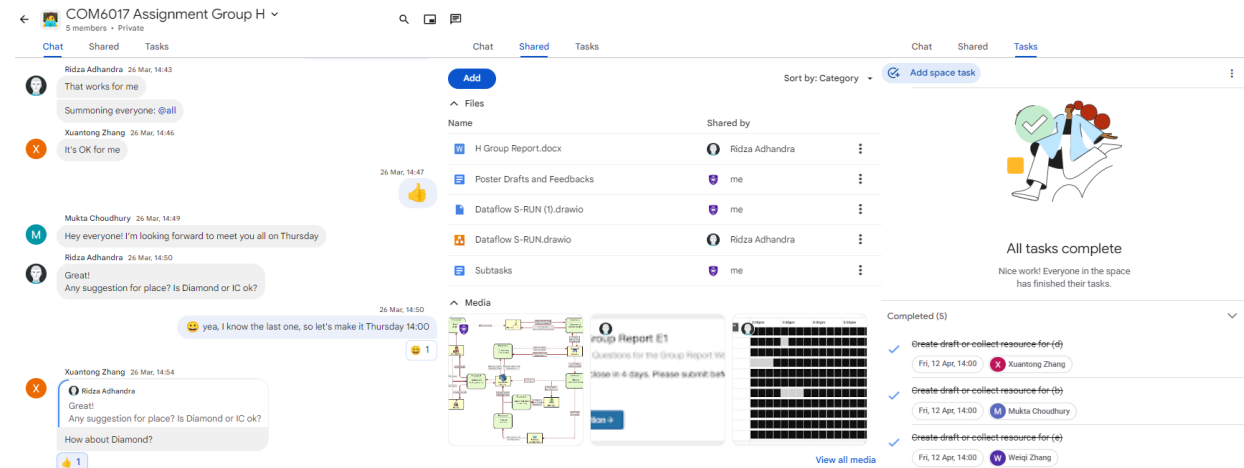 COM6017 Assignment Group H
5 members • Private
Chat Shared Tasks
Ridza Adhandra 26 Mar, 14:43
That works for me
Summoning everyone: @all
Xuantong Zhang 26 Mar, 14:46
X
It's OK for me
26 Mar, 14:47
Mukta Choudhury 26 Mar, 14:49
M
Hey everyone! I'm looking forward to meet you all on Thursday
Ridza Adhandra 26 Mar, 14:50
Great!
Any suggestion for place? Is Diamond or IC ok?
26 Mar, 14:50
yea, I know the last one, so let's make it Thursday 14:00
1
Xuantong Zhang 26 Mar, 14:54
X
Ridza Adhandra
Great!
Any suggestion for place? Is Diamond or IC ok?
How about Diamond?
1
Chat Shared Tasks
Add
Sort by: Category
Files
Name Shared by
W H Group Report.docx Ridza Adhandra
Poster Drafts and Feedbacks me
Dataflow S-RUN (1).drawio me
Dataflow S-RUN.drawio Ridza Adhandra
Subtasks me
Media
roup Report E1
Questions for the Group Report
close in 4 days. Please submit bef
View all media
Chat Shared Tasks
Add space task
All tasks complete
Nice work! Everyone in the space
has finished their tasks.
Completed (5)
Create draft or collect resource for (d)
Fri, 12 Apr, 14:00 X Xuantong Zhang
Create draft or collect resource for (b)
Fri, 12 Apr, 14:00 M Mukta Choudhury
Create draft or collect resource for (e)
Fri, 12 Apr, 14:00 W Weiqi Zhang